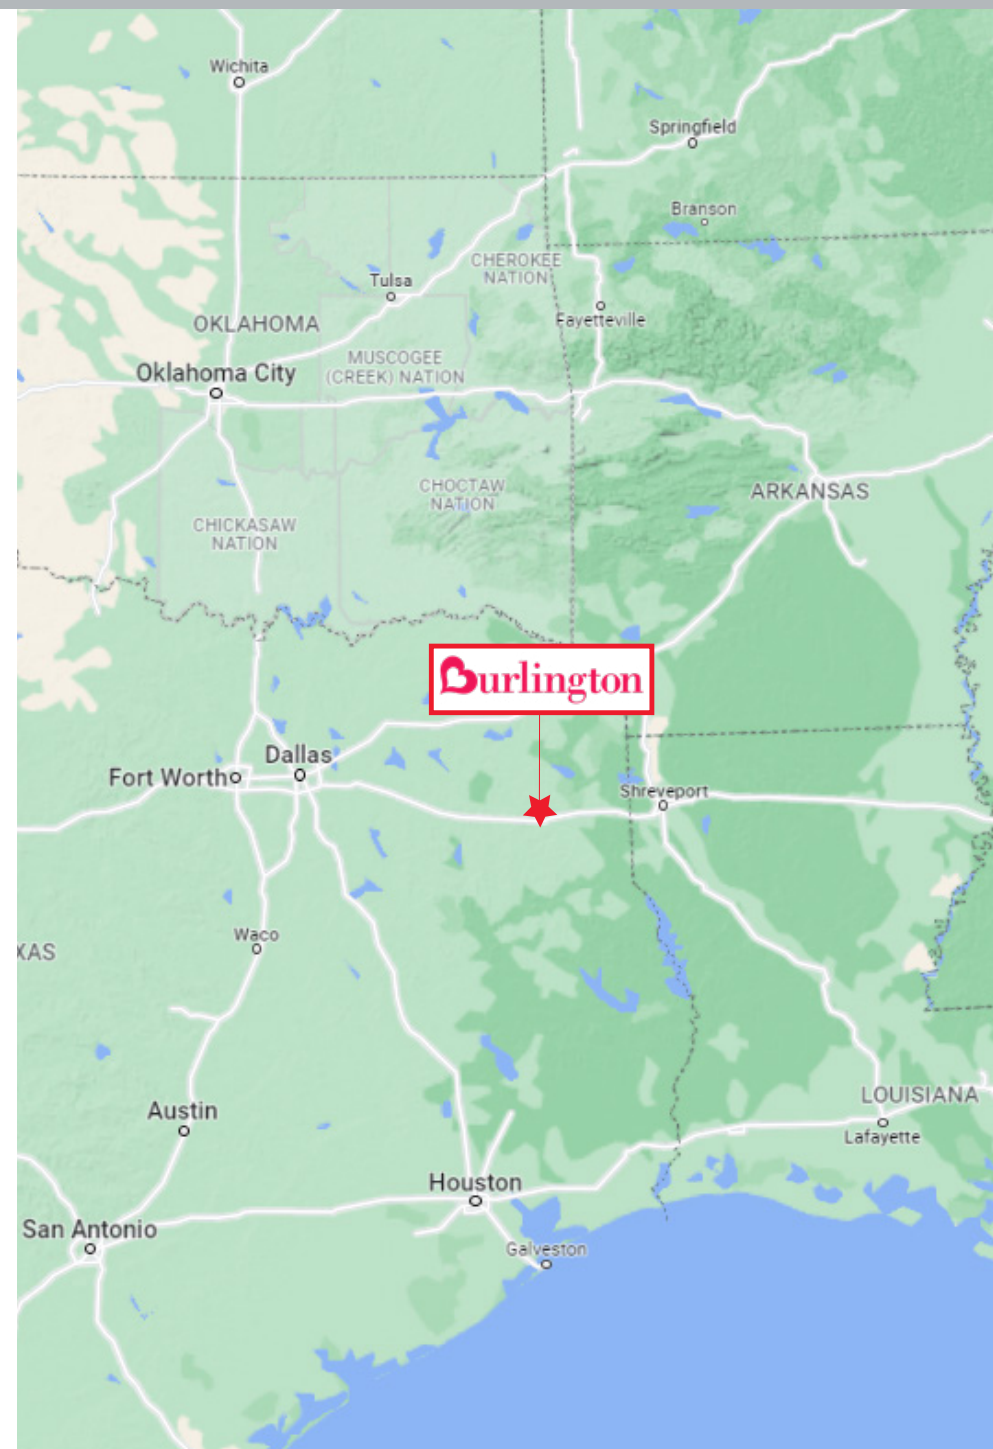 Wichita
Springfield
Branson
CHEROKEE
NATION
Tulsa
Fayetteville
OKLAHOMA
MUSCOGEE
(CREEK) NATION
Oklahoma City
CHOCTAW
NATION
ARKANSAS
CHICKASAW
NATION
Burlington
Dallas
Fort Worth
Shreveport
Waco
XAS
LOUISIANA
Austin
Lafayette
Houston
San Antonio
Galveston